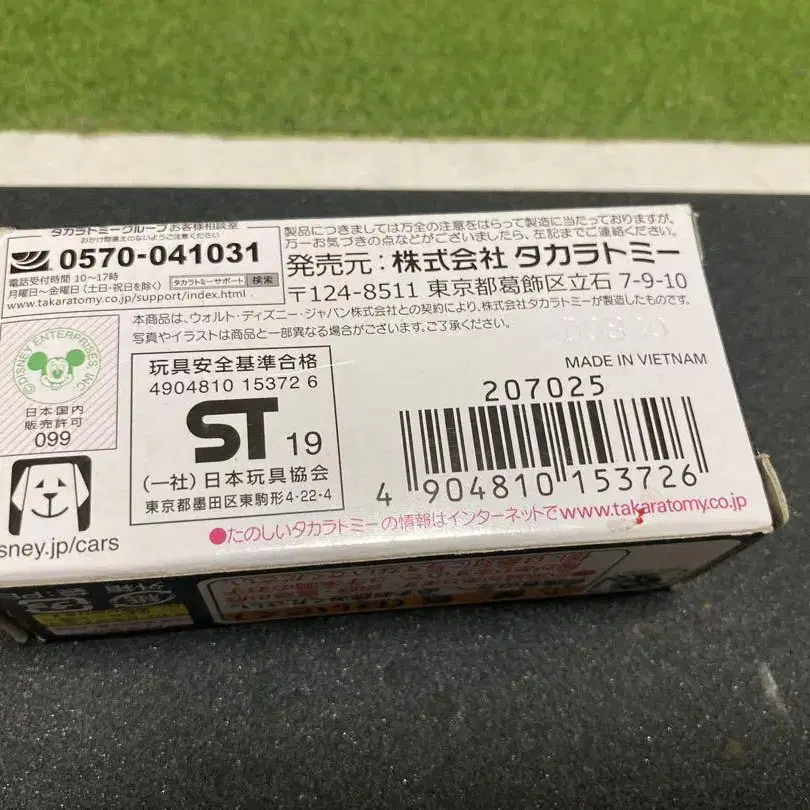 タカラトミーグループ お客様相談室
おかけ間違えのないようご注意ください
0570-041031
電話受付時間 10～17時
月曜日～金曜日 (土・日・祝日を除く) タカラトミーサポート 検索
www.takaratomy.co.jp/support/index.html
製品につきましては万全の注意をはらって製造に当たっておりますが、
万一お気づきの点などがございましたら、左記までご連絡ください。
発売元：株式会社 タカラトミー
〒124-8511 東京都葛飾区立石 7-9-10
本商品は、ウォルト・ディズニー・ジャパン株式会社との契約により、株式会社タカラトミーが製造したものです。
写真やイラストは商品と一部異なる場合がございます。ご了承ください。
©DISNEY ENTERPRISES, INC.
日本国内
販売許可
099
sney.jp/cars
玩具安全基準合格
4904810 15372 6
ST 19
(一社) 日本玩具協会
東京都墨田区東駒形4-22-4
MADE IN VIETNAM
207025
4 904810 153726
●たのしいタカラトミーの情報はインターネットでwww.takaratomy.co.jp